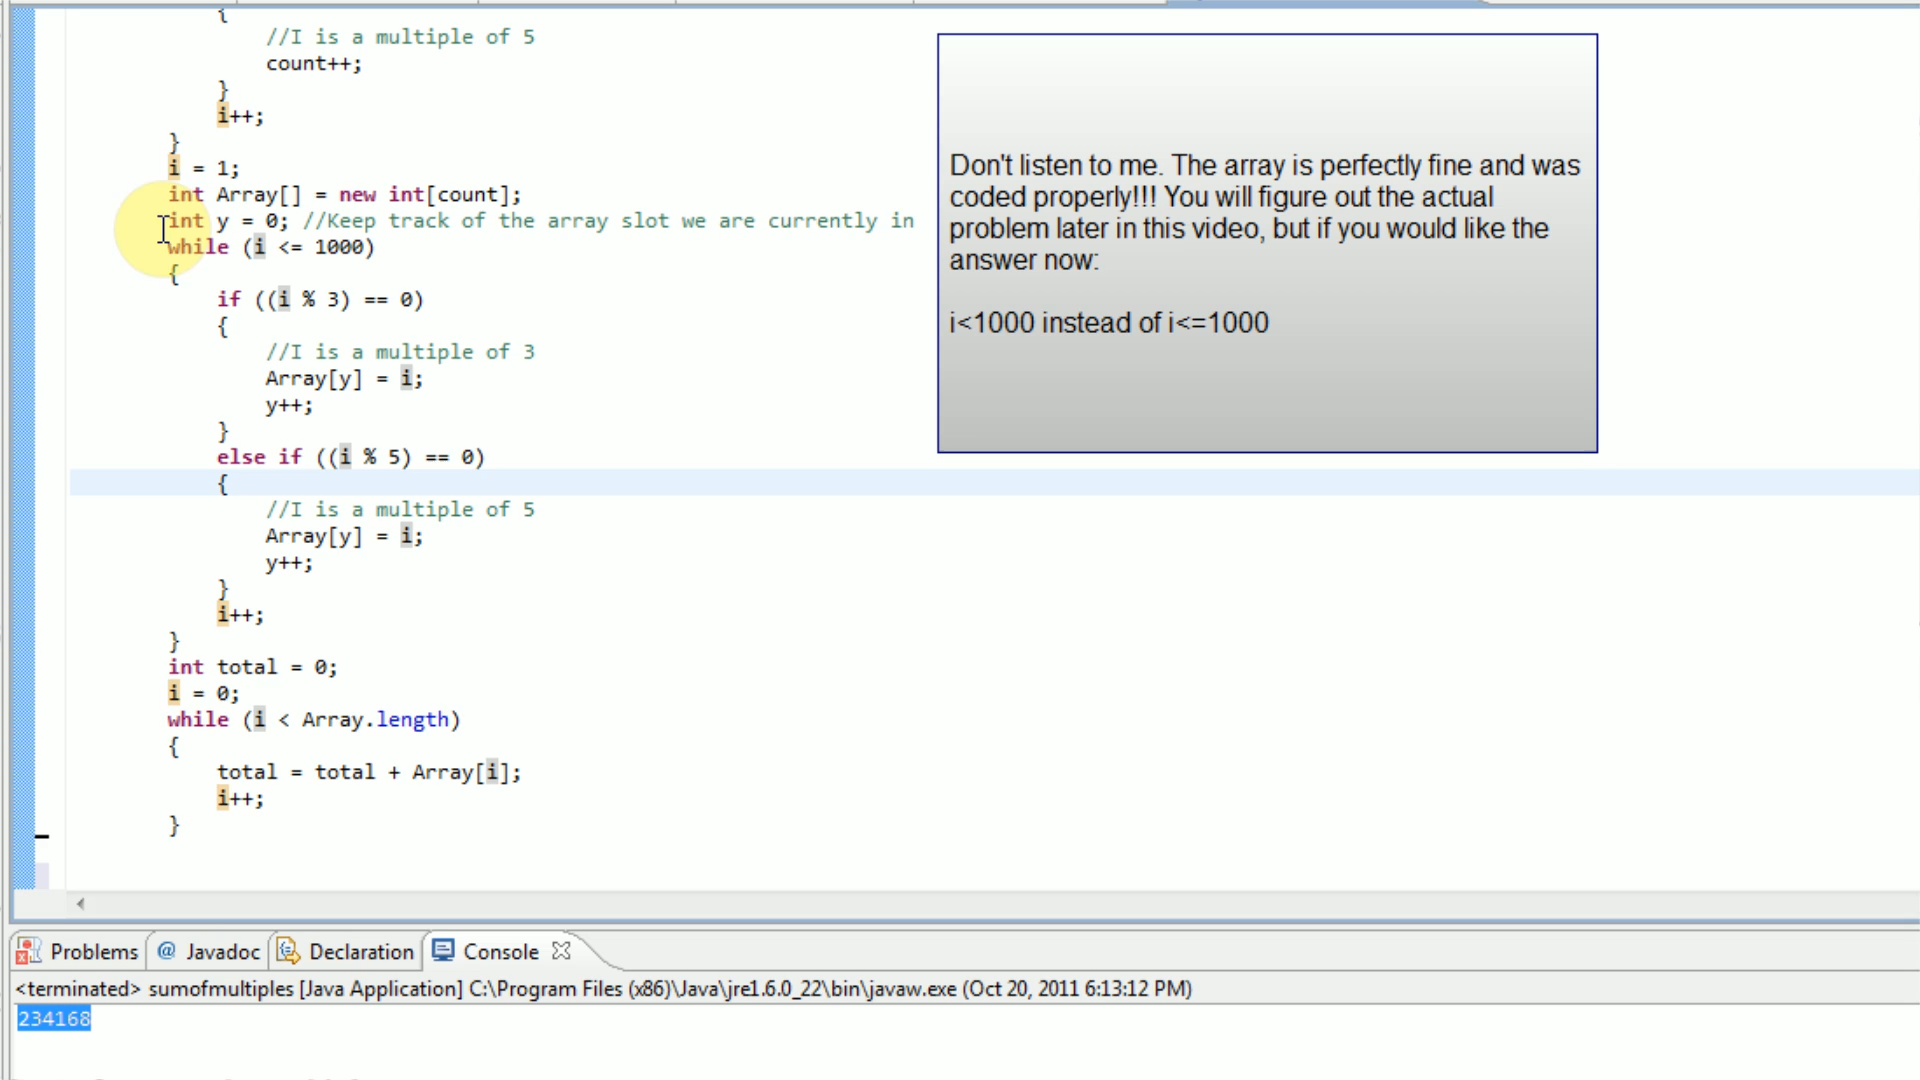 {
//I is a multiple of 5
count++;
}
i++;
}
i = 1;
int Array[] = new int[count];
int y = 0; //Keep track of the array slot we are currently in
while (i <= 1000)
{
if ((i % 3) == 0)
{
//I is a multiple of 3
Array[y] = i;
y++;
}
else if ((i % 5) == 0)
{
//I is a multiple of 5
Array[y] = i;
y++;
}
i++;
}
int total = 0;
i = 0;
while (i < Array.length)
{
total = total + Array[i];
i++;
}
Don't listen to me. The array is perfectly fine and was
coded properly!!! You will figure out the actual
problem later in this video, but if you would like the
answer now:
i<1000 instead of i<=1000
Problems @ Javadoc Declaration Console
<terminated> sumofmultiples [Java Application] C:\Program Files (x86)\Java\jre1.6.0_22\bin\javaw.exe (Oct 20, 2011 6:13:12 PM)
234168